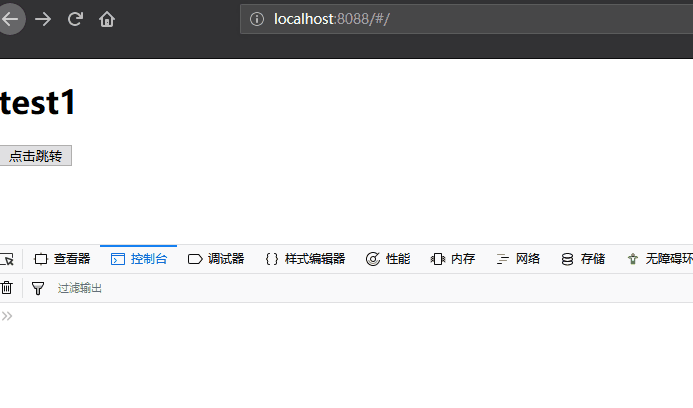 localhost:8088/#/
test1
点击跳转
查看器 控制台 调试器 {} 样式编辑器 性能 内存 网络 存储 无障碍环
过滤输出